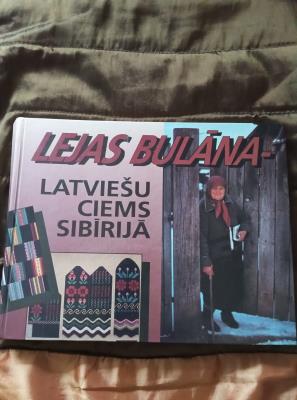 LEJAS BULĀNA-
LATVIEŠU
CIEMS
SIBĪRIJĀ